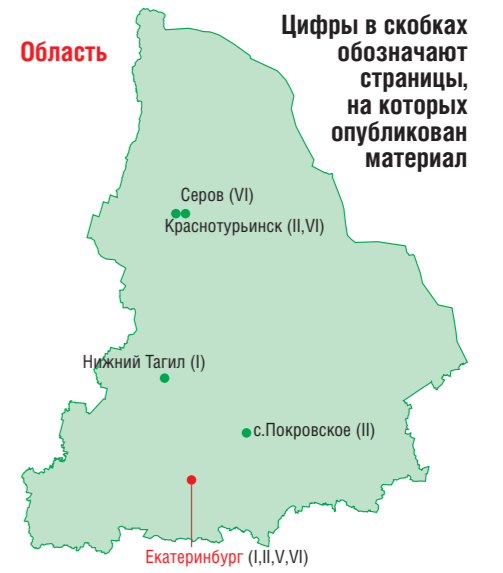 Область
Цифры в скобках
обозначают
страницы,
на которых
опубликован
материал
Серов (VI)
Краснотурьинск (II,VI)
Нижний Тагил (I)
с.Покровское (II)
Екатеринбург (I,II,V,VI)